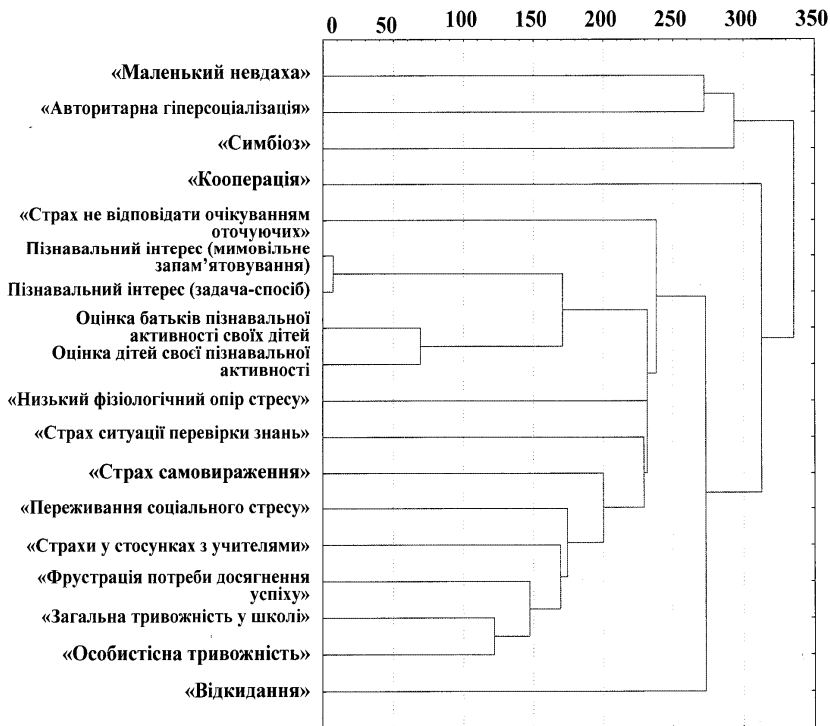 0 50 100 150 200 250 300 350
«Маленький невдаха»
«Авторитарна гіперсоціалізація»
«Симбіоз»
«Кооперація»
«Страх не відповідати очікуванням
оточуючих»
Пізнавальний інтерес (мимовільне
запам’ятовування)
Пізнавальний інтерес (задача-спосіб)
Оцінка батьків пізнавальної
активності своїх дітей
Оцінка дітей своєї пізнавальної
активності
«Низький фізіологічний опір стресу»
«Страх ситуації перевірки знань»
«Страх самовираження»
«Переживання соціального стресу»
«Страхи у стосунках з учителями»
«Фрустрація потреби досягнення
успіху»
«Загальна тривожність у школі»
«Особистісна тривожність»
«Відкидання»